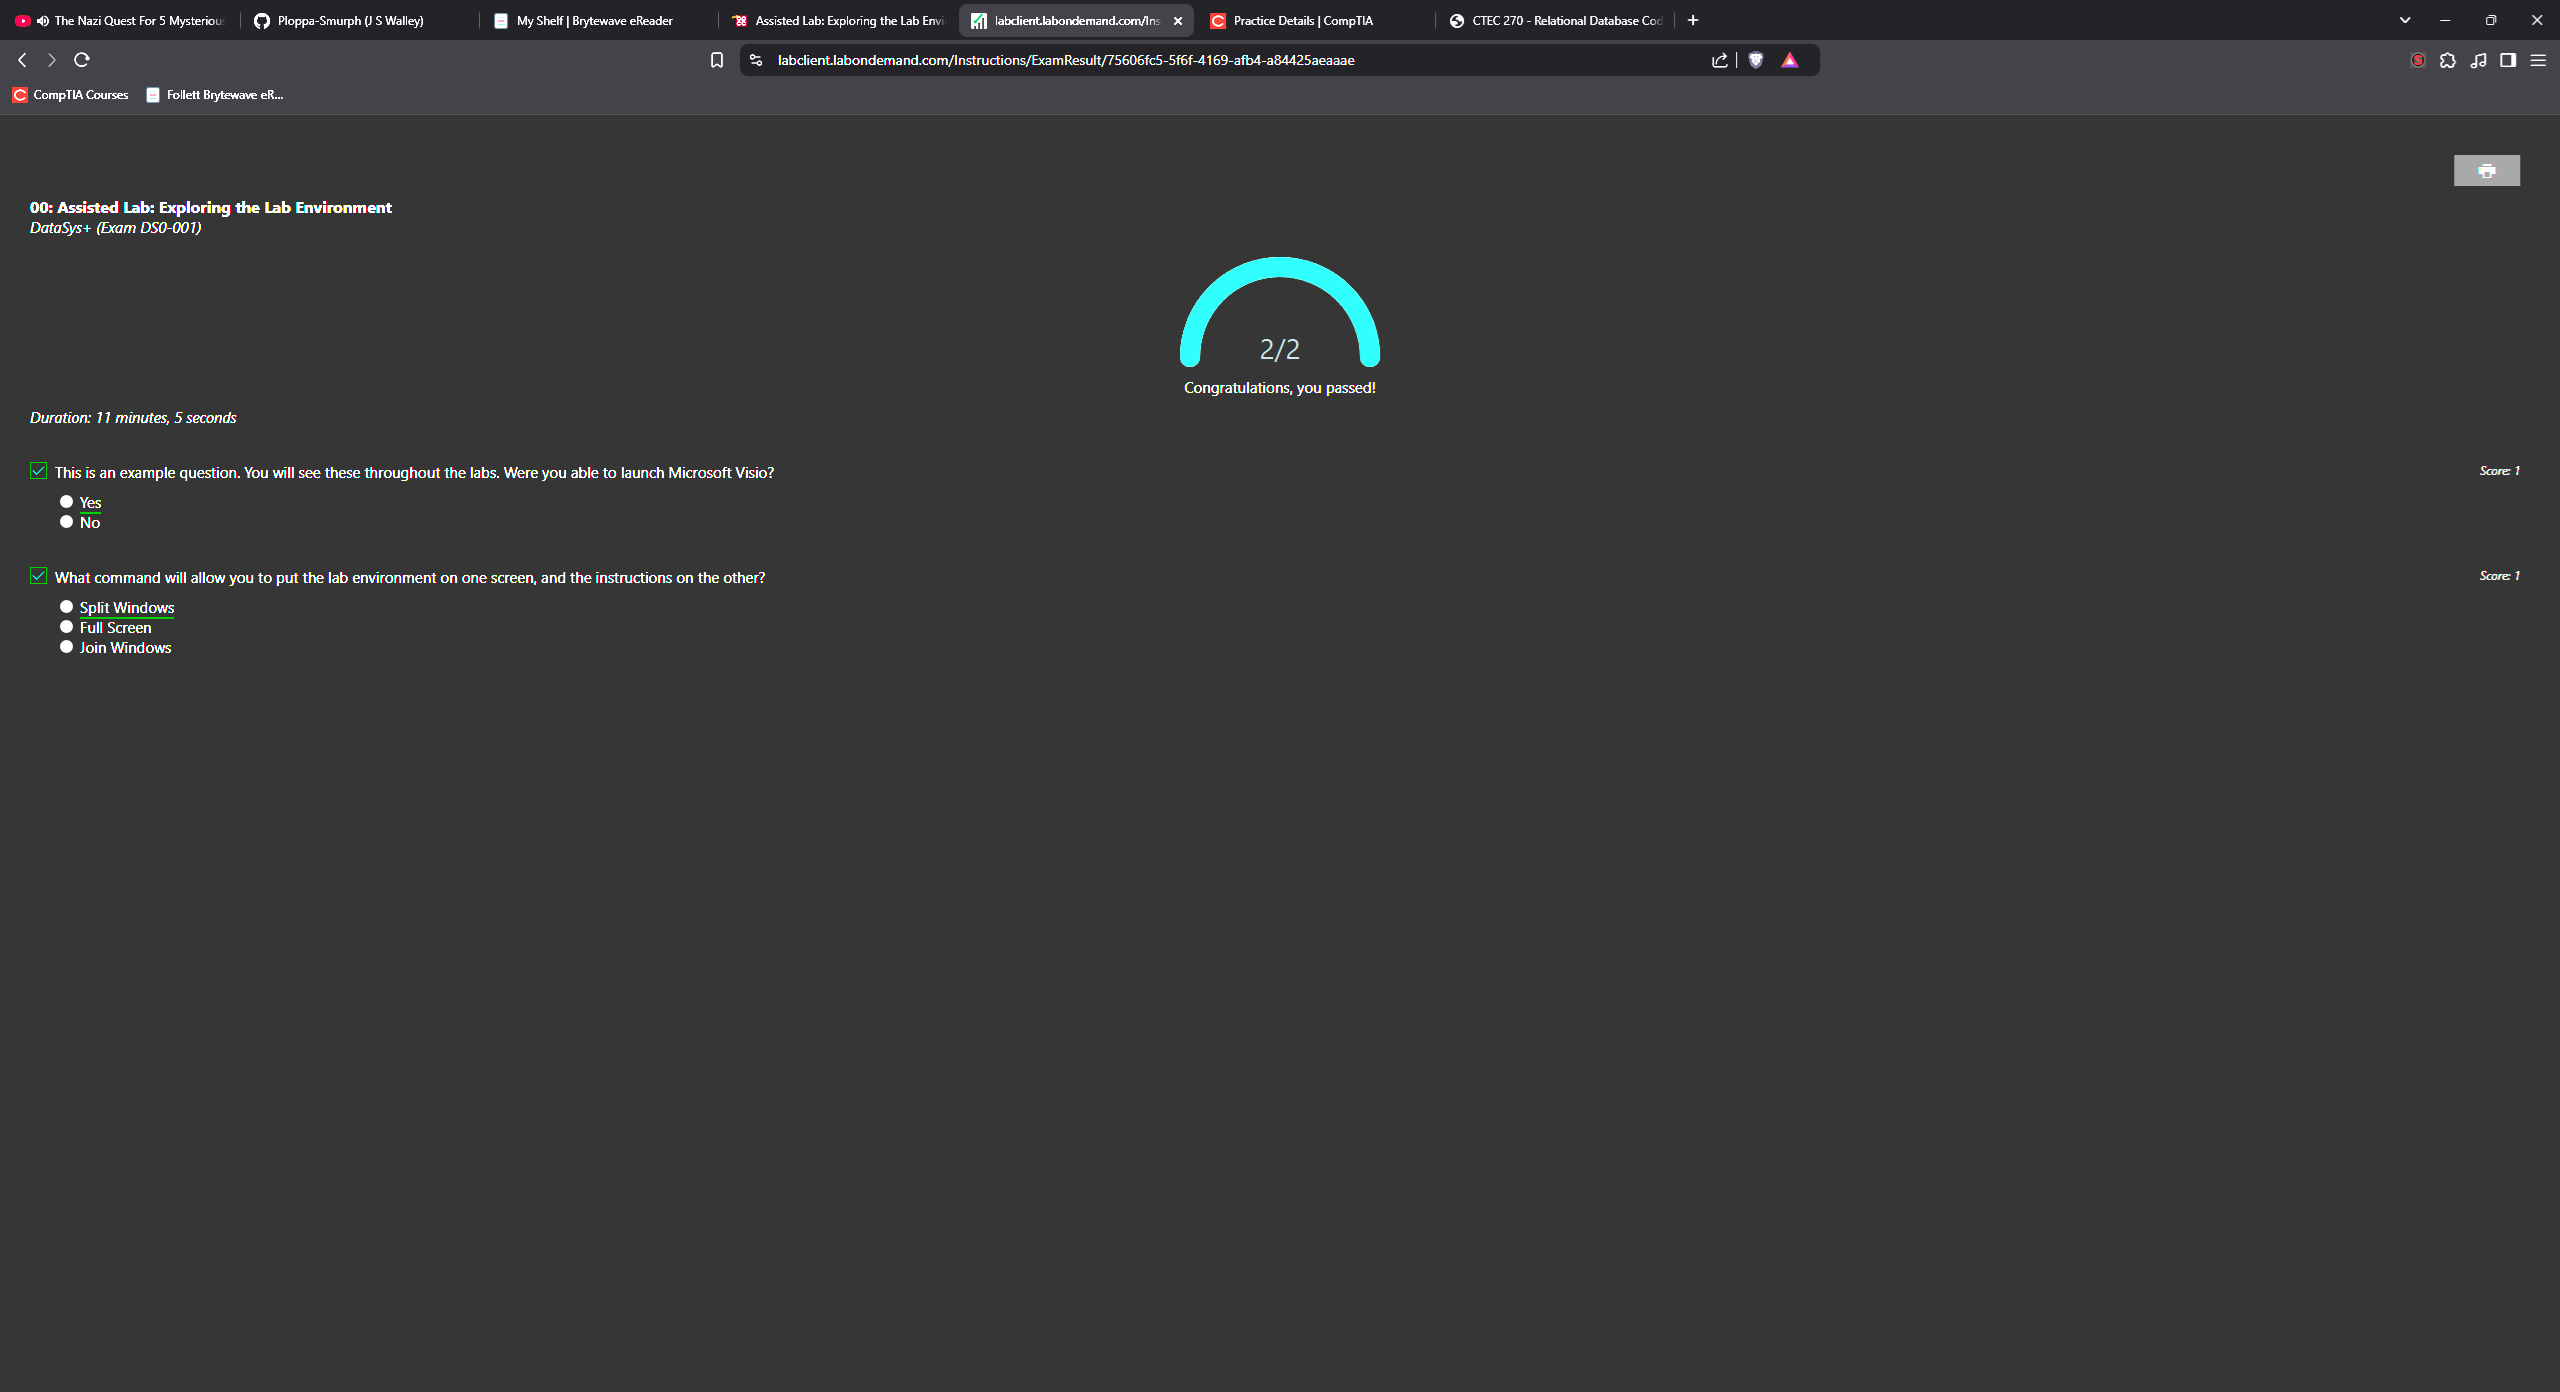 The Nazi Quest For 5 Mysterious
Ploppa-Smurph (J S Walley)
My Shelf | Brytewave eReader
Assisted Lab: Exploring the Lab Envi
labclient.labondemand.com/Ins
Practice Details | CompTIA
CTEC 270 - Relational Database Cod
labclient.labondemand.com/Instructions/ExamResult/75606fc5-5f6f-4169-afb4-a84425aeaaae
CompTIA Courses
Follett Brytewave eR...
00: Assisted Lab: Exploring the Lab Environment
DataSys+ (Exam DS0-001)
2/2
Congratulations, you passed!
Duration: 11 minutes, 5 seconds
This is an example question. You will see these throughout the labs. Were you able to launch Microsoft Visio?
Score: 1
Yes
No
What command will allow you to put the lab environment on one screen, and the instructions on the other?
Score: 1
Split Windows
Full Screen
Join Windows